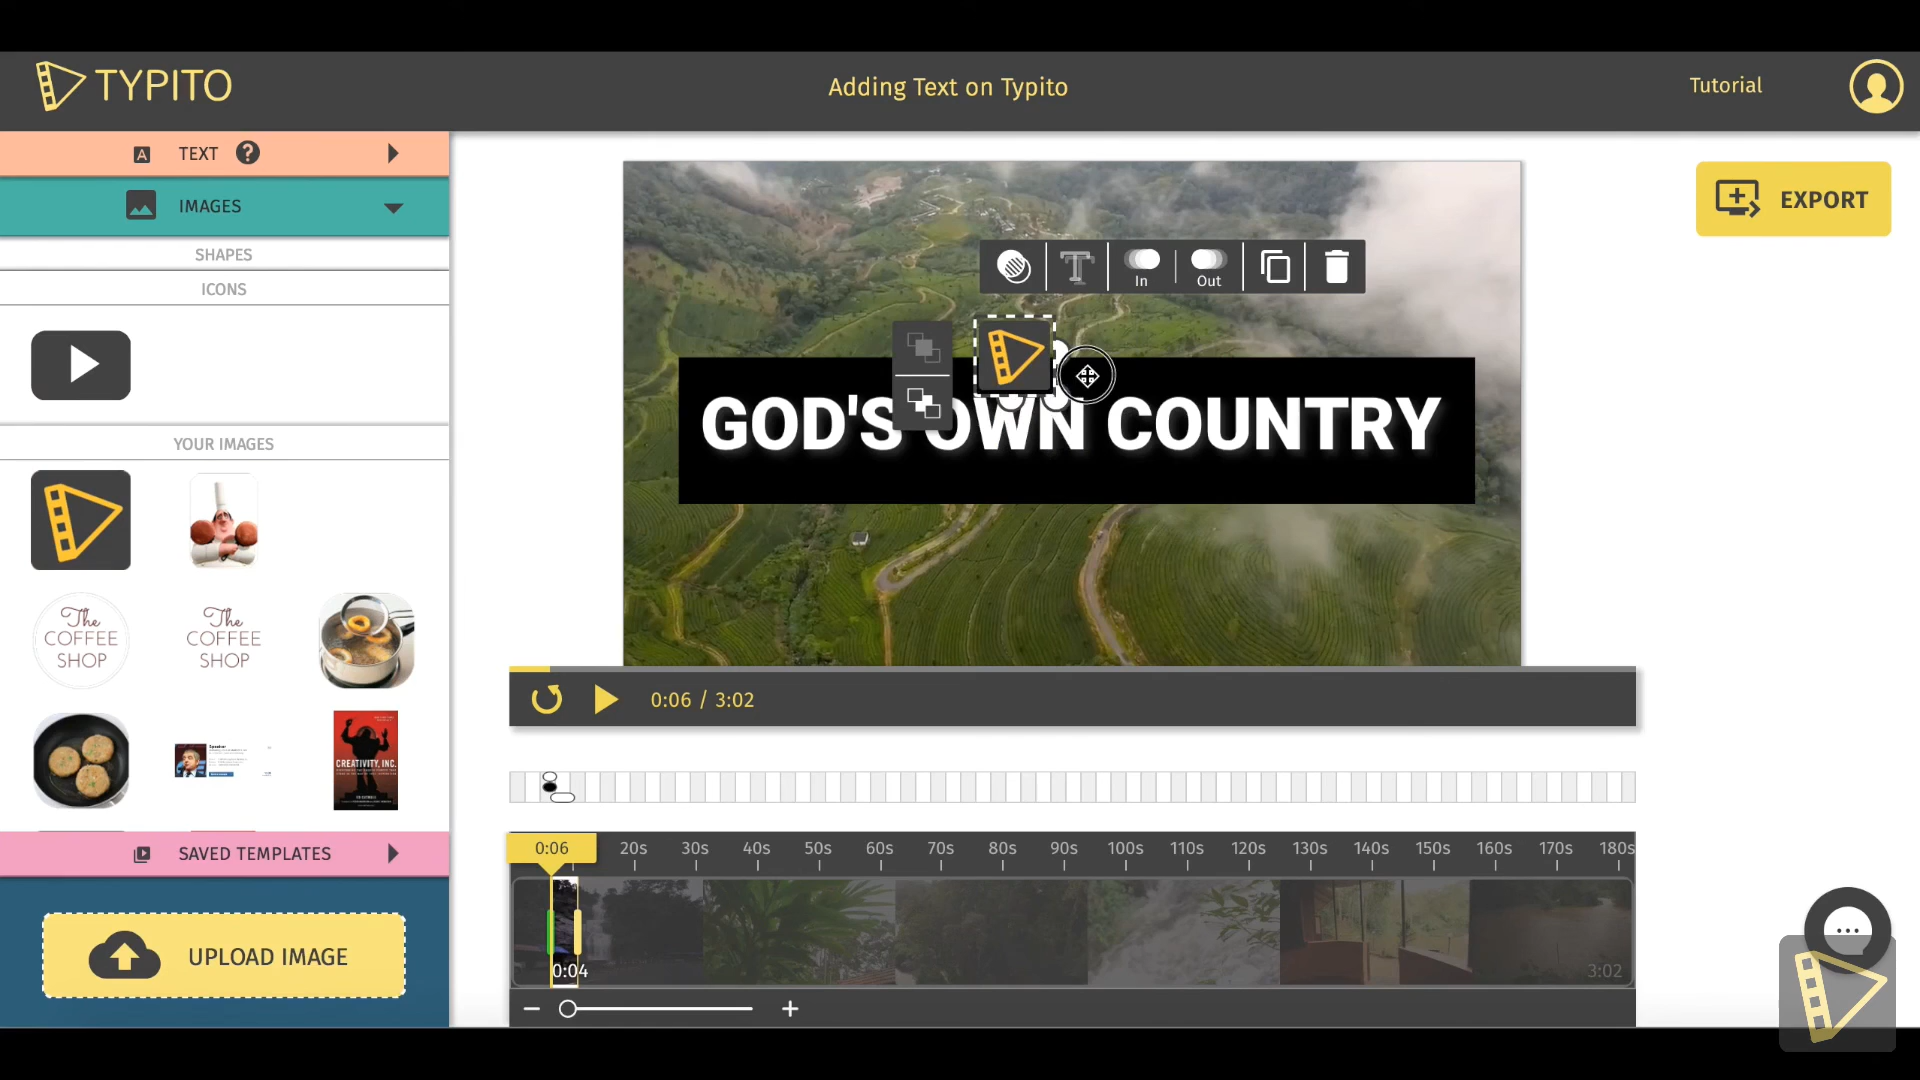 TYPITO
Adding Text on Typito
Tutorial
A TEXT ?
IMAGES
SHAPES
ICONS
YOUR IMAGES
The
COFFEE
SHOP
The
COFFEE
SHOP
CREATIVITY, INC.
SAVED TEMPLATES
UPLOAD IMAGE
EXPORT
In
Out
GOD'S OWN COUNTRY
0:06 / 3:02
0:06 20s 30s 40s 50s 60s 70s 80s 90s 100s 110s 120s 130s 140s 150s 160s 170s 180s
0:04
3:02